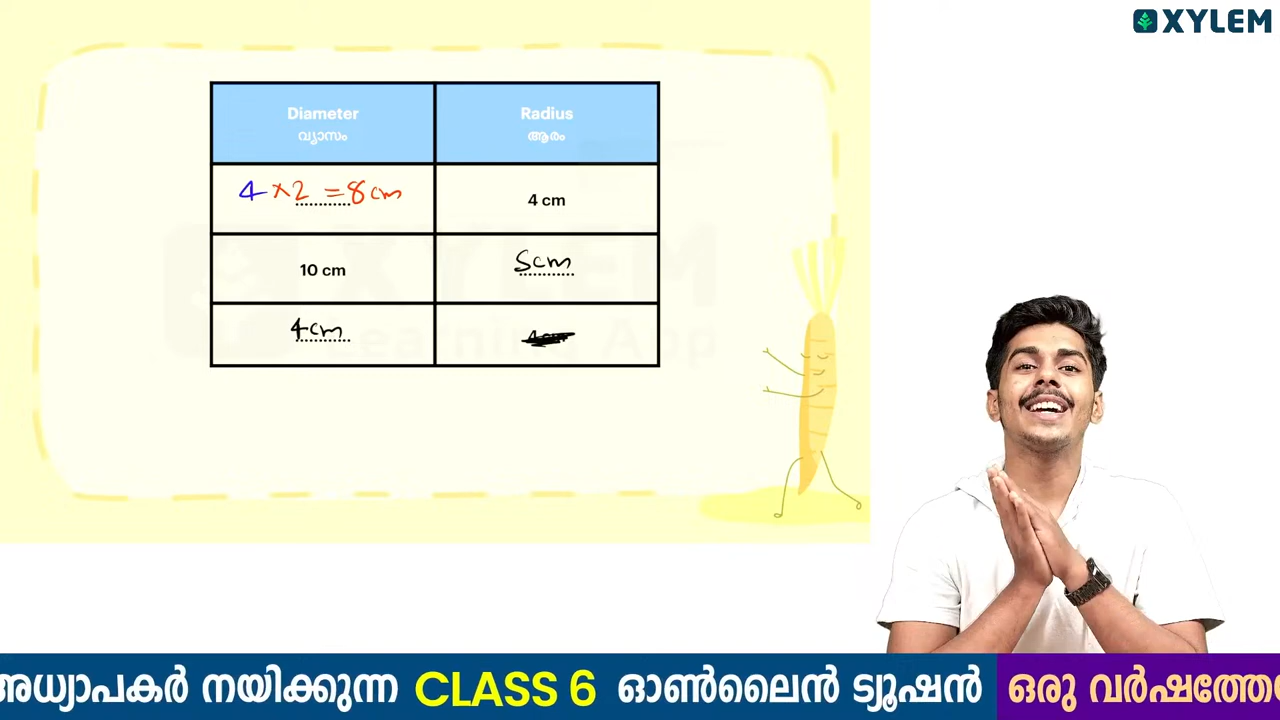 XYLEM
Diameter
വ്യാസം
Radius
ആരം
4 × 2 = 8 cm
4 cm
10 cm
5cm
4cm
അധ്യാപകർ നയിക്കുന്ന CLASS 6 ഓൺലൈൻ ട്യൂഷൻ ഒരു